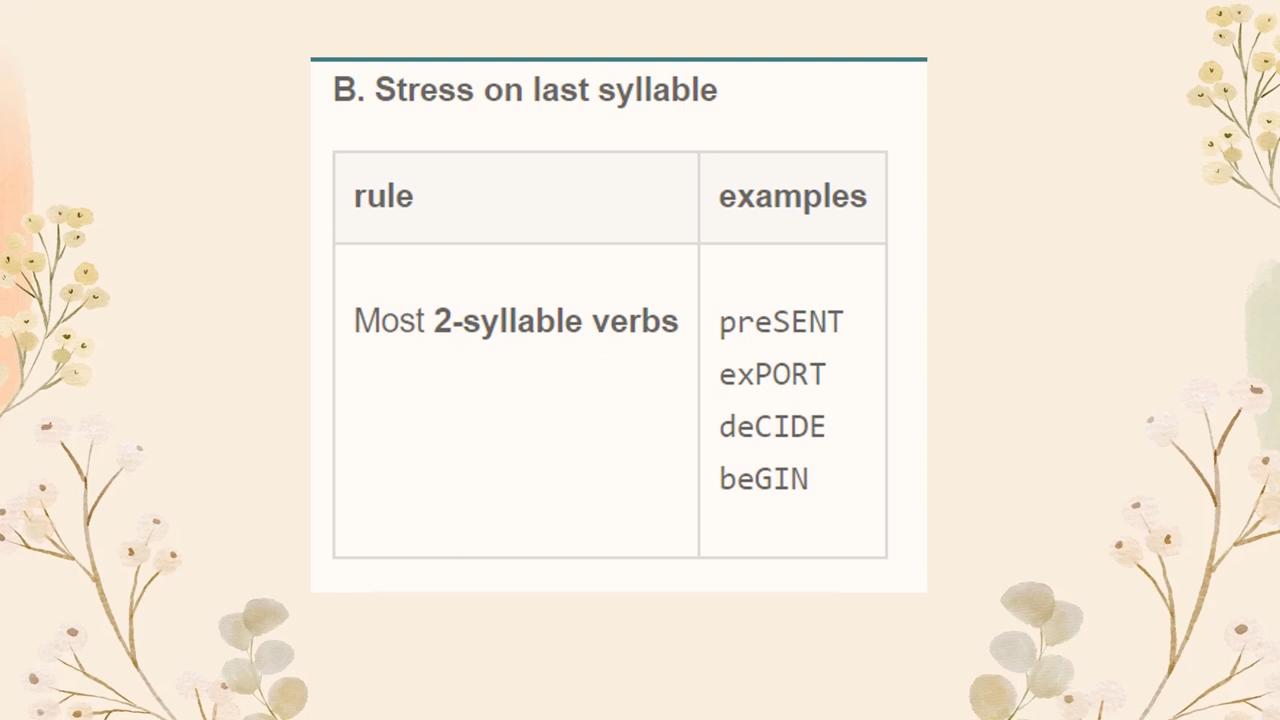 B. Stress on last syllable
rule examples
Most 2-syllable verbs preSENT
exPORT
deCIDE
beGIN